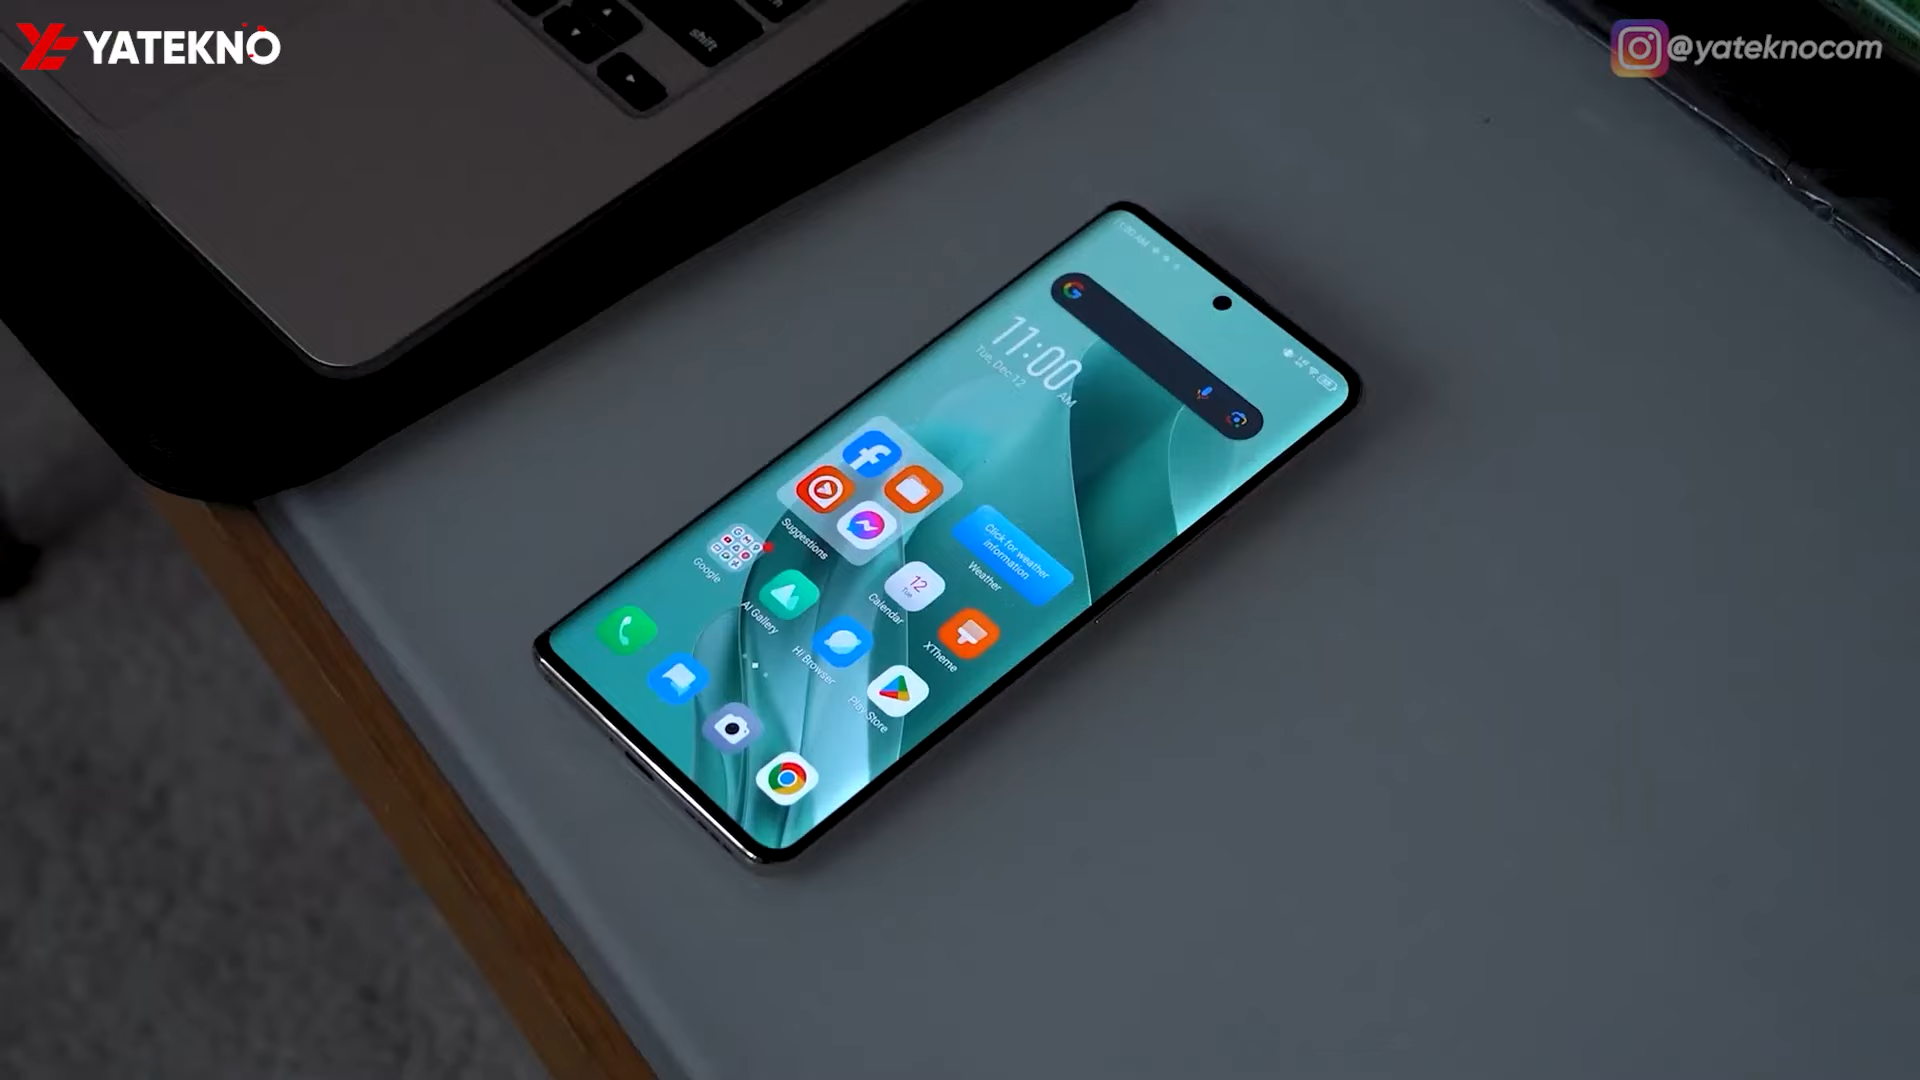 YATEKNO
@yateknocom
shift
11:00 AM
Tue, Dec 12
Suggestions
Click for weather
information
Weather
Google
AI Gallery
12
Tue
Calendar
Hi Browser
XTheme
Play Store